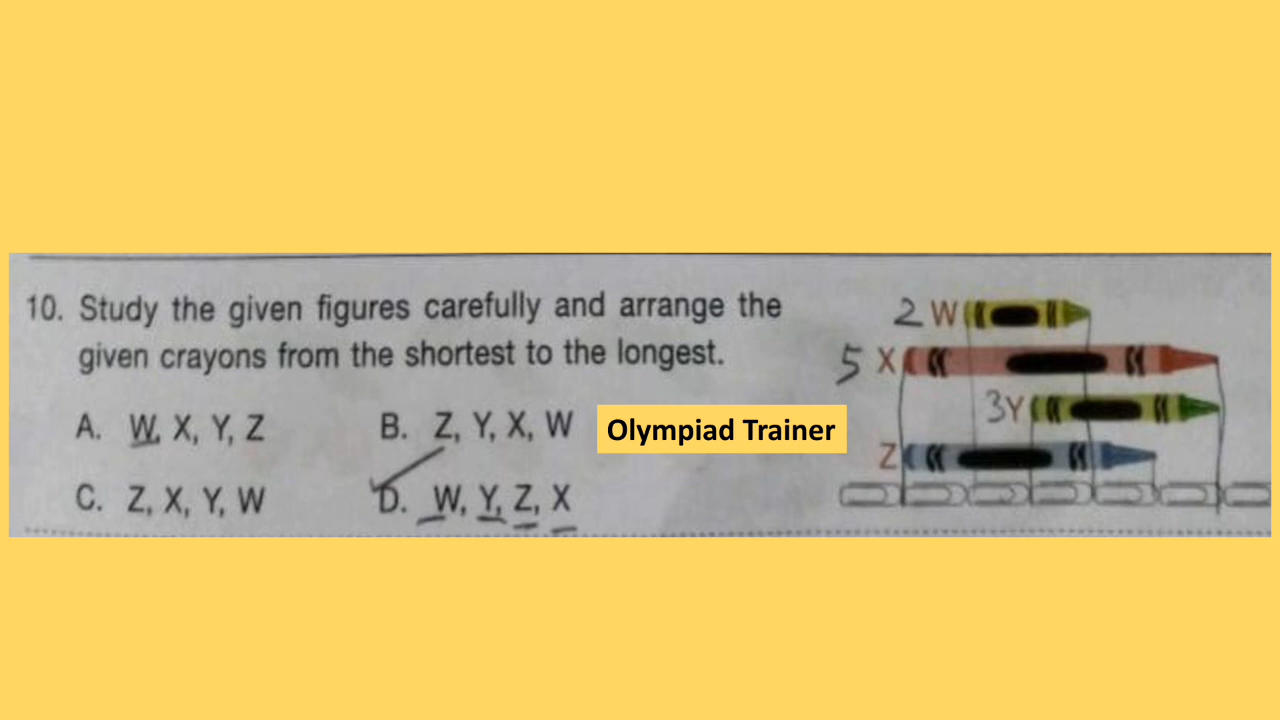 10. Study the given figures carefully and arrange the
given crayons from the shortest to the longest.
A. W, X, Y, Z
B. Z, Y, X, W
C. Z, X, Y, W
D. W, Y, Z, X
Olympiad Trainer
2 W
5 X
3 Y
Z